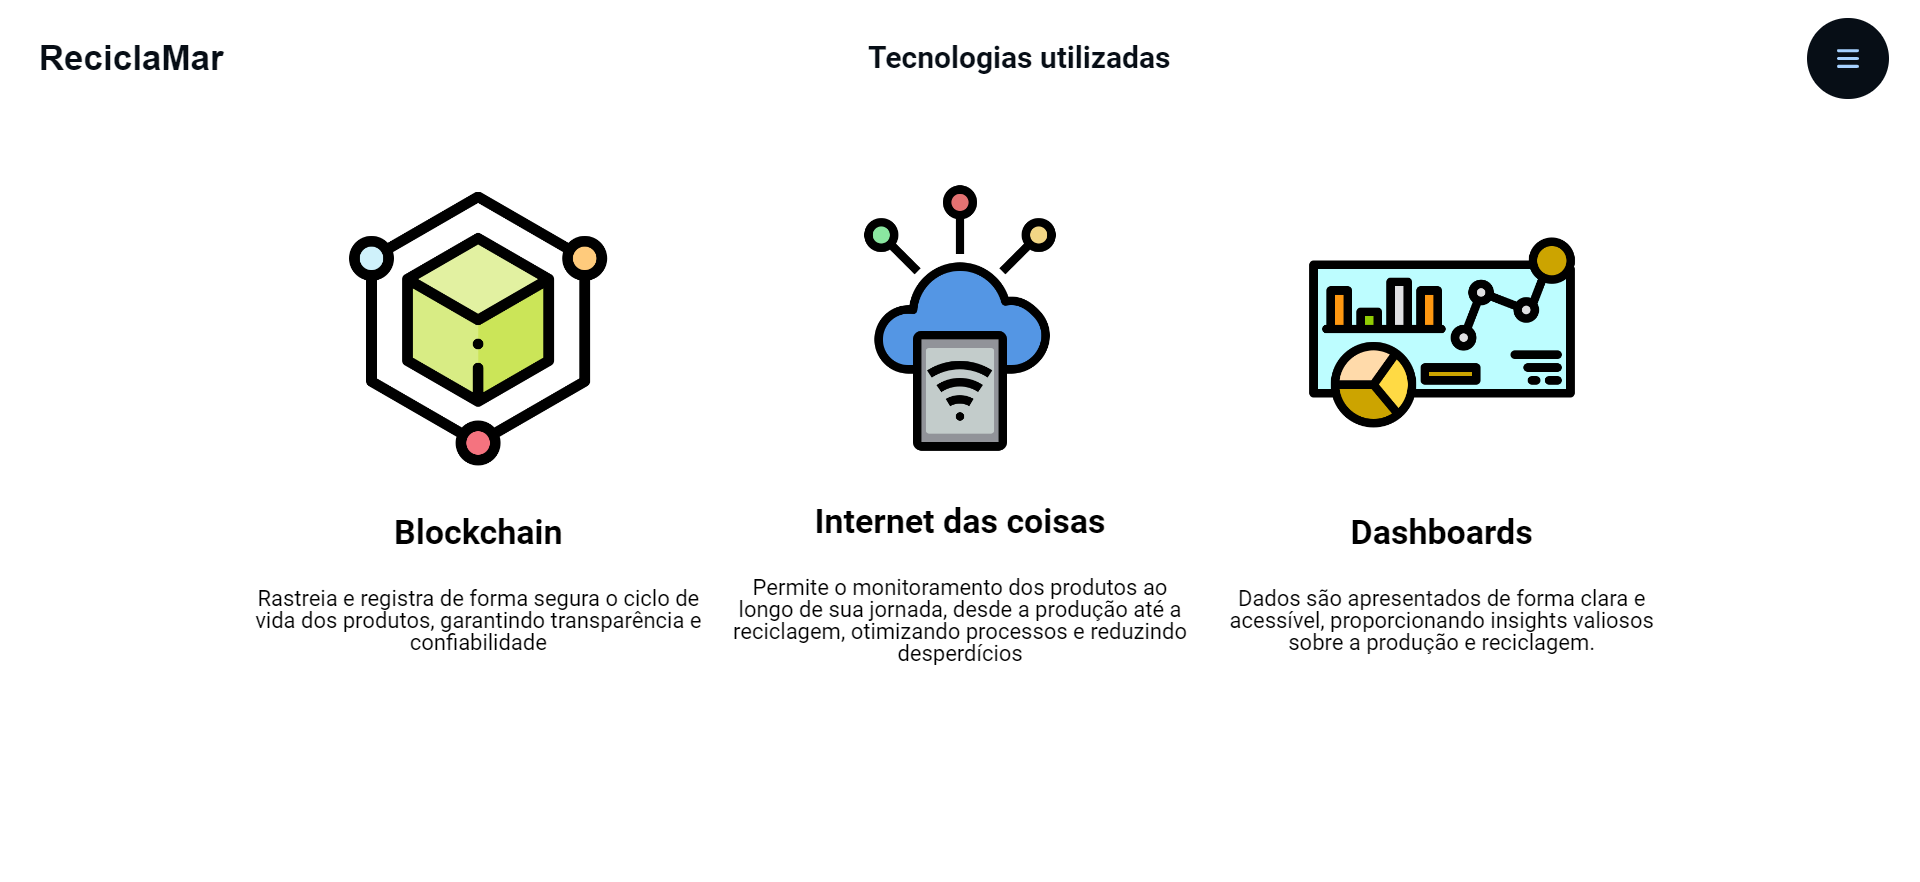 ReciclaMar
Tecnologias utilizadas
Blockchain
Rastreia e registra de forma segura o ciclo de
vida dos produtos, garantindo transparência e
confiabilidade
Internet das coisas
Permite o monitoramento dos produtos ao
longo de sua jornada, desde a produção até a
reciclagem, otimizando processos e reduzindo
desperdícios
Dashboards
Dados são apresentados de forma clara e
acessível, proporcionando insights valiosos
sobre a produção e reciclagem.